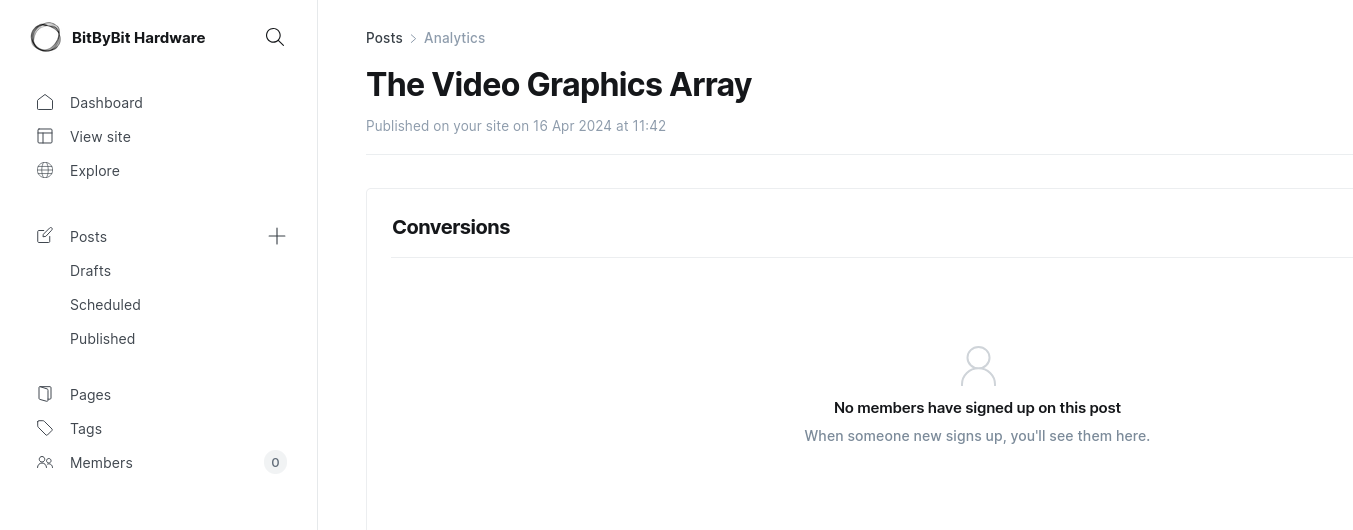 BitByBit Hardware
Dashboard
View site
Explore
Posts
Drafts
Scheduled
Published
Pages
Tags
Members 0
Posts > Analytics
The Video Graphics Array
Published on your site on 16 Apr 2024 at 11:42
Conversions
No members have signed up on this post
When someone new signs up, you'll see them here.